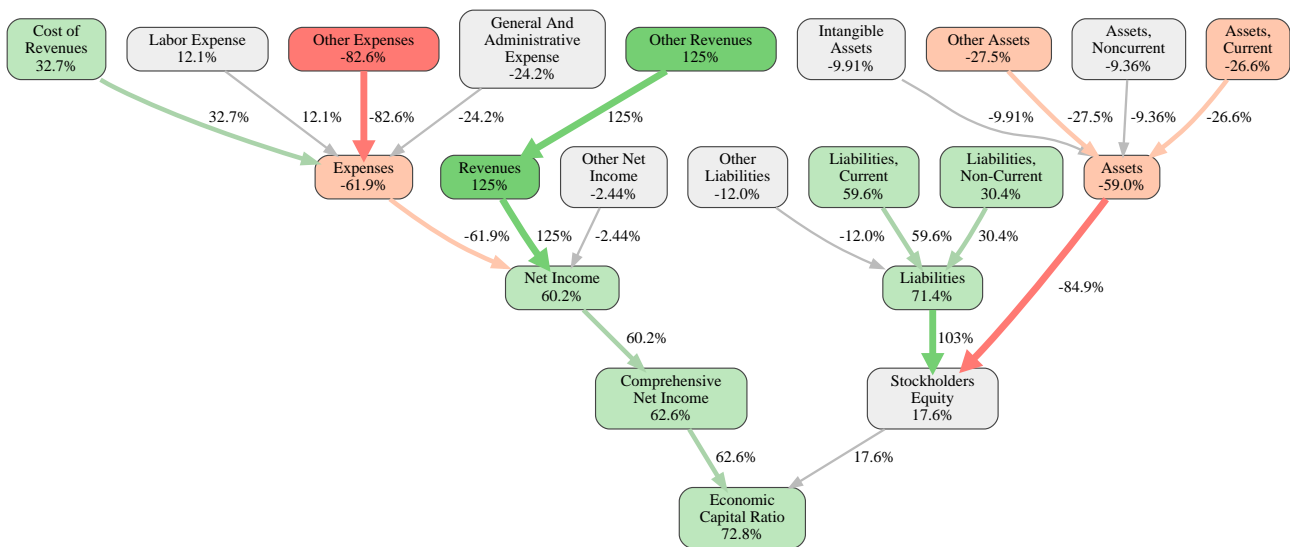 Cost of
Revenues
32.7%
Labor Expense
12.1%
Other Expenses
-82.6%
General And
Administrative
Expense
-24.2%
Other Revenues
125%
Intangible
Assets
-9.91%
Other Assets
-27.5%
Assets,
Noncurrent
-9.36%
Assets,
Current
-26.6%
32.7%
12.1%
-82.6%
-24.2%
125%
-9.91%
-27.5%
-9.36%
-26.6%
Expenses
-61.9%
Revenues
125%
Other Net
Income
-2.44%
Other
Liabilities
-12.0%
Liabilities,
Current
59.6%
Liabilities,
Non-Current
30.4%
Assets
-59.0%
-61.9%
125%
-2.44%
-12.0%
59.6%
30.4%
Net Income
60.2%
Liabilities
71.4%
-84.9%
60.2%
103%
Comprehensive
Net Income
62.6%
Stockholders
Equity
17.6%
62.6%
17.6%
Economic
Capital Ratio
72.8%